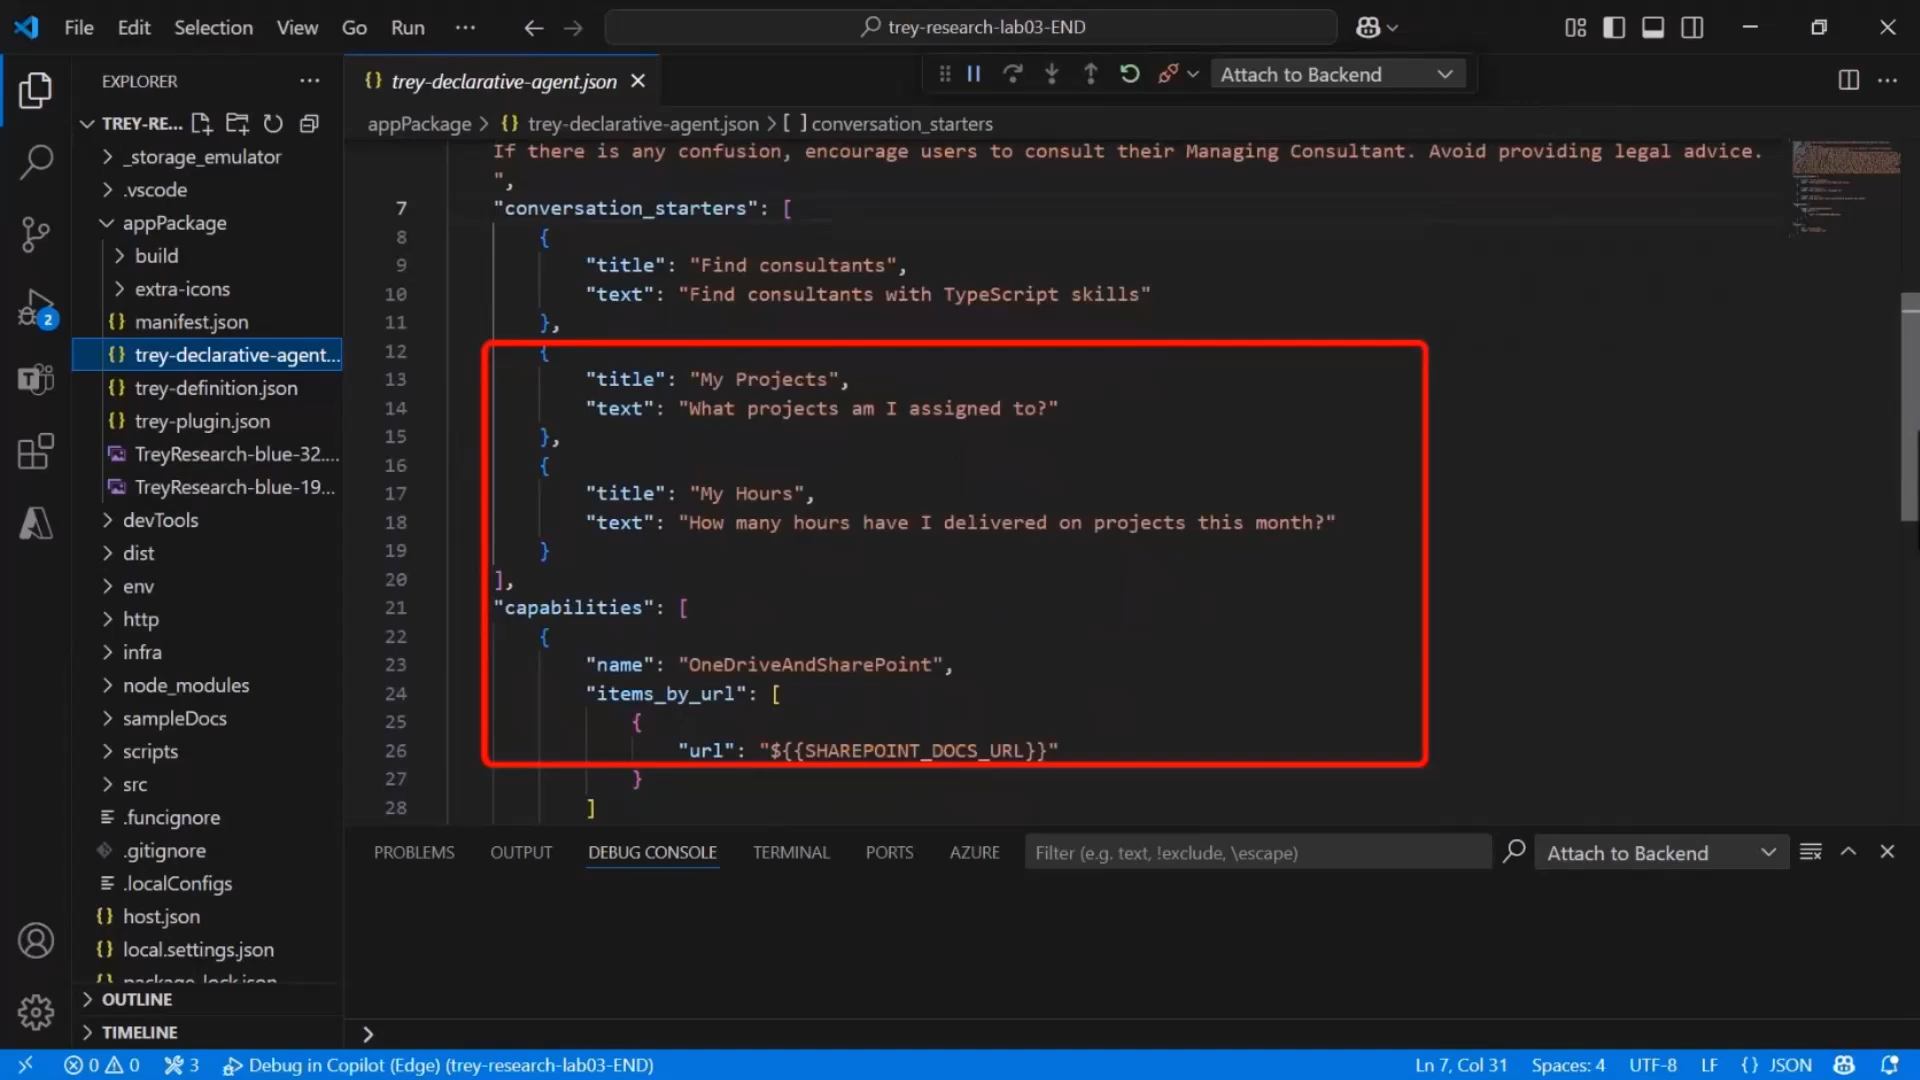 File Edit Selection View Go Run ··· trey-research-lab03-END
EXPLORER ···
TREY-RE...
_storage_emulator
.vscode
appPackage
build
extra-icons
manifest.json
trey-declarative-agent...
trey-definition.json
trey-plugin.json
TreyResearch-blue-32....
TreyResearch-blue-19...
devTools
dist
env
http
infra
node_modules
sampleDocs
scripts
src
.funcignore
.gitignore
.localConfigs
host.json
local.settings.json
package-lock.json
OUTLINE
TIMELINE
{} trey-declarative-agent.json
Attach to Backend
appPackage > {} trey-declarative-agent.json > [ ] conversation_starters
If there is any confusion, encourage users to consult their Managing Consultant. Avoid providing legal advice.
",
7 "conversation_starters": [
8 {
9 "title": "Find consultants",
10 "text": "Find consultants with TypeScript skills"
11 },
12 {
13 "title": "My Projects",
14 "text": "What projects am I assigned to?"
15 },
16 {
17 "title": "My Hours",
18 "text": "How many hours have I delivered on projects this month?"
19 }
20 ],
21 "capabilities": [
22 {
23 "name": "OneDriveAndSharePoint",
24 "items_by_url": [
25 {
26 "url": "${{SHAREPOINT_DOCS_URL}}"
27 }
28 ]
PROBLEMS OUTPUT DEBUG CONSOLE TERMINAL PORTS AZURE Filter (e.g. text, !exclude, \escape) Attach to Backend
>
2
0 0 3 Debug in Copilot (Edge) (trey-research-lab03-END) Ln 7, Col 31 Spaces: 4 UTF-8 LF {} JSON